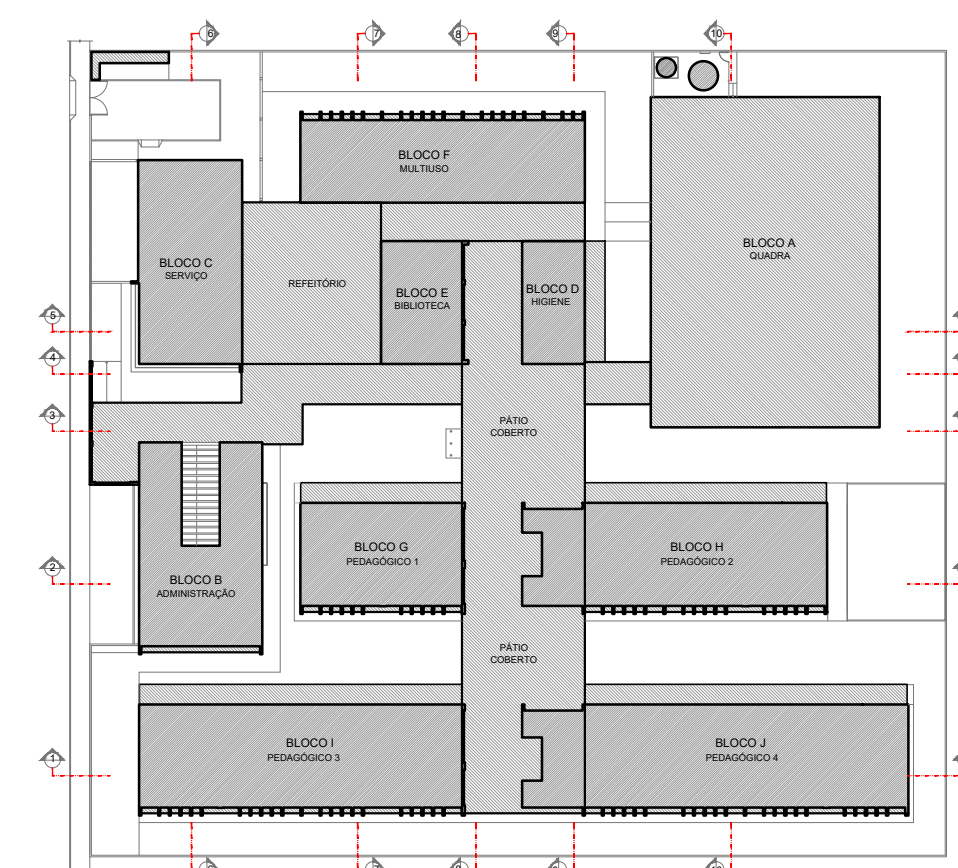 6
7
8
9
10
BLOCO F
MULTIUSO
BLOCO A
QUADRA
BLOCO C
SERVIÇO
REFEITÓRIO
BLOCO E
BIBLIOTECA
BLOCO D
HIGIENE
5
4
3
PÁTIO
COBERTO
BLOCO G
PEDAGÓGICO 1
BLOCO H
PEDAGÓGICO 2
2
BLOCO B
ADMINISTRAÇÃO
PÁTIO
COBERTO
BLOCO I
PEDAGÓGICO 3
BLOCO J
PEDAGÓGICO 4
1